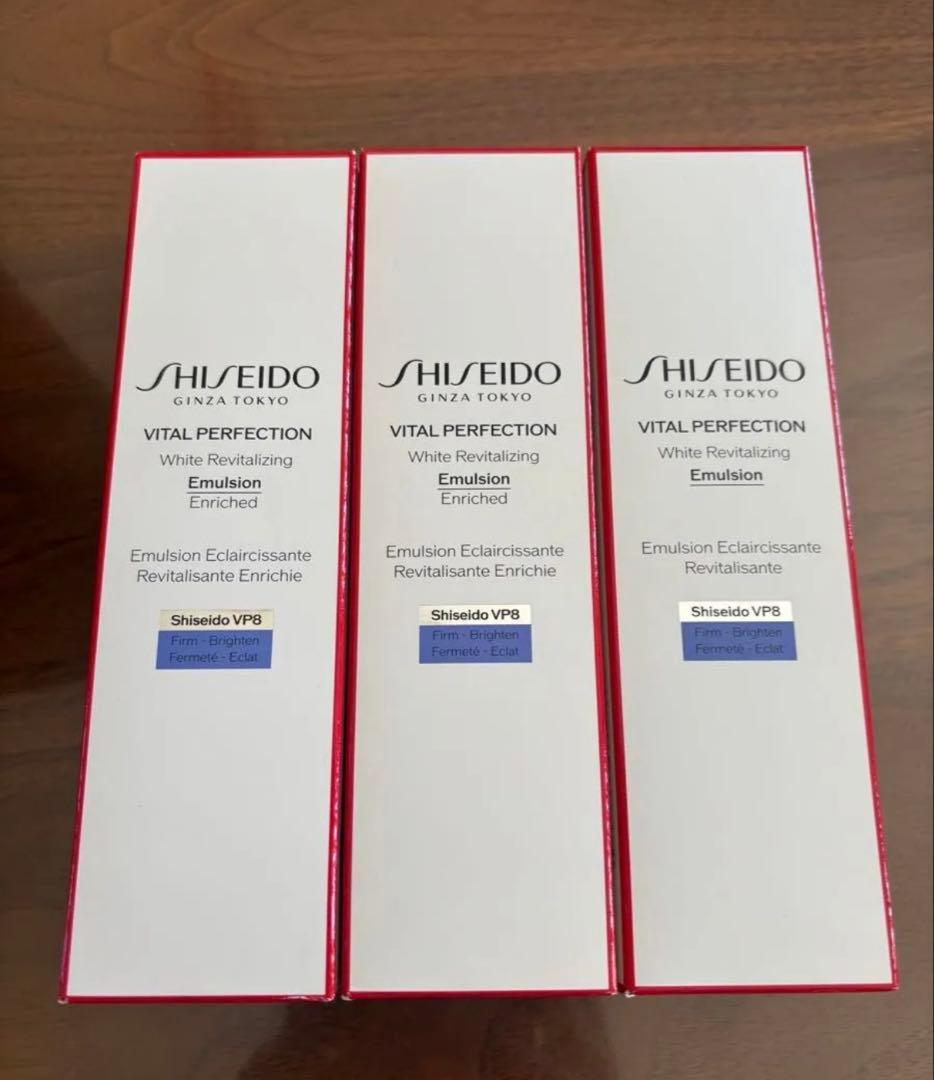 SHISEIDO
GINZA TOKYO
VITAL PERFECTION
White Revitalizing
Emulsion
Enriched
Emulsion Eclaircissante
Revitalisante Enrichie
Shiseido VP8
Firm - Brighten
Fermeté - Eclat
SHISEIDO
GINZA TOKYO
VITAL PERFECTION
White Revitalizing
Emulsion
Enriched
Emulsion Eclaircissante
Revitalisante Enrichie
Shiseido VP8
Firm - Brighten
Fermeté - Eclat
SHISEIDO
GINZA TOKYO
VITAL PERFECTION
White Revitalizing
Emulsion
Emulsion Eclaircissante
Revitalisante
Shiseido VP8
Firm - Brighten
Fermeté - Eclat